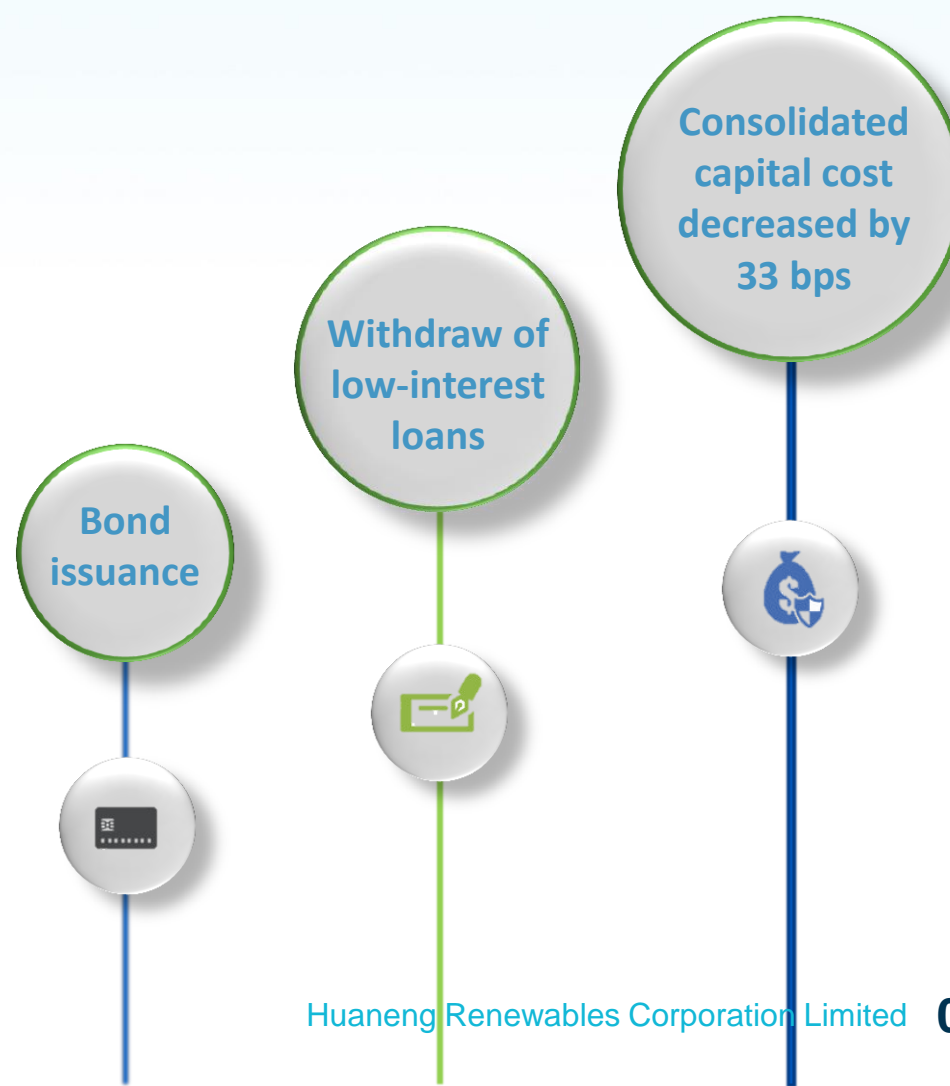 Consolidated
capital cost
decreased by
33 bps
Withdraw of
low-interest
loans
Bond
issuance
Huaneng Renewables Corporation Limited